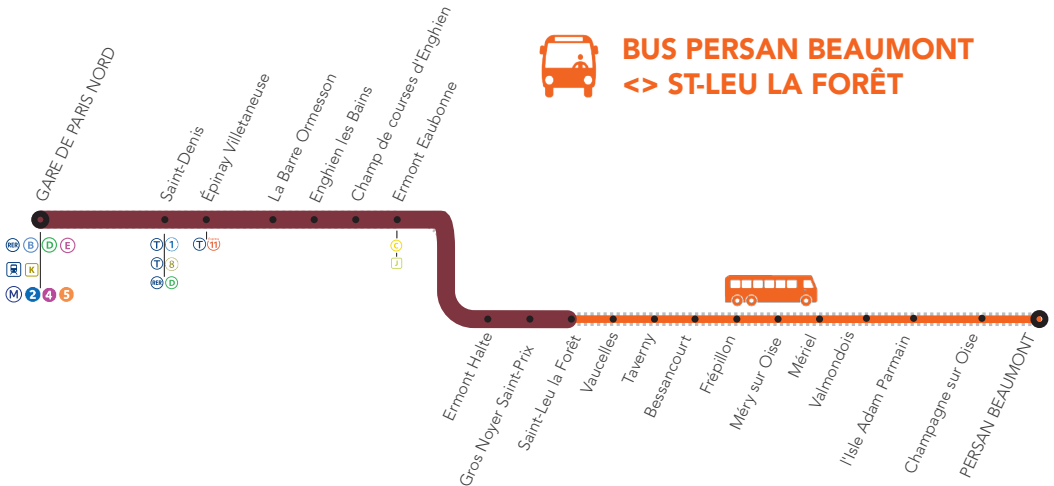 BUS PERSAN BEAUMONT
<> ST-LEU LA FORÊT
GARE DE PARIS NORD
Saint-Denis
Épinay Villetaneuse
La Barre Ormesson
Enghien les Bains
Champ de courses d'Enghien
Ermont Eaubonne
RER B D E
K
M 2 4 5
T 1
T 8
RER D
T 11
C
J
Ermont Halte
Gros Noyer Saint-Prix
Saint-Leu la Forêt
Vaucelles
Taverny
Bessancourt
Frépillon
Méry sur Oise
Mériel
Valmondois
l'Isle Adam Parmain
Champagne sur Oise
PERSAN BEAUMONT